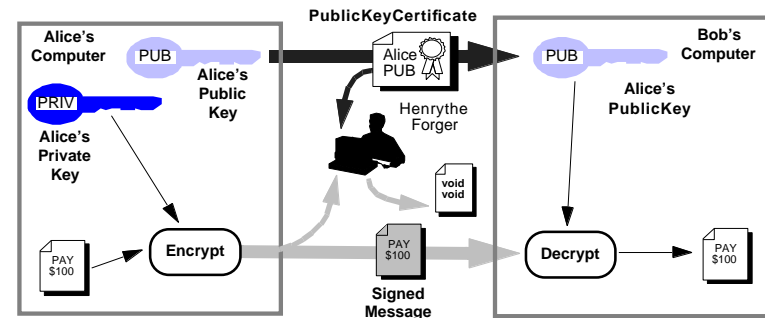 PublicKeyCertificate
Alice's
Computer
PUB
Alice's
Public
Key
PRIV
Alice's
Private
Key
Alice
PUB
Henrythe
Forger
void
void
PUB
Bob's
Computer
Alice's
PublicKey
PAY
$100
Encrypt
PAY
$100
Signed
Message
Decrypt
PAY
$100